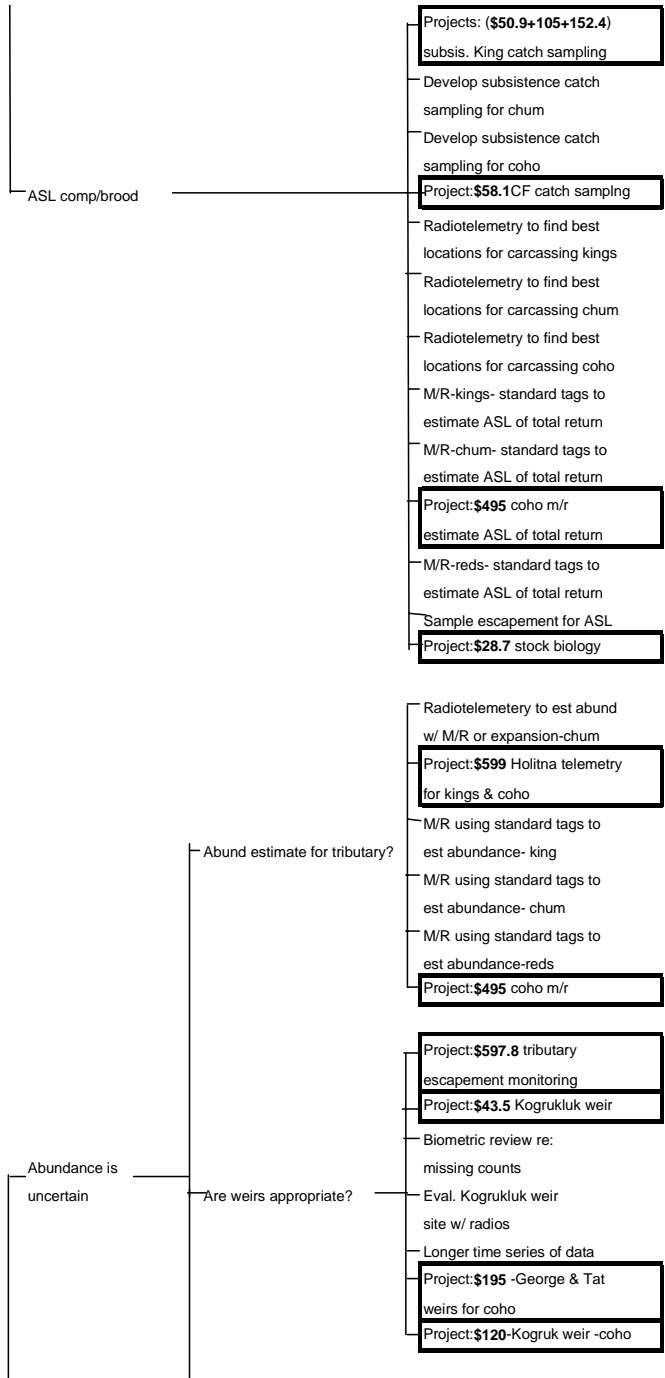 Projects: ($50.9+105+152.4)
subsis. King catch sampling
Develop subsistence catch
sampling for chum
Develop subsistence catch
sampling for coho
ASL comp/brood
Project:$58.1CF catch samplng
Radiotelemetry to find best
locations for carcassing kings
Radiotelemetry to find best
locations for carcassing chum
Radiotelemetry to find best
locations for carcassing coho
M/R-kings- standard tags to
estimate ASL of total return
M/R-chum- standard tags to
estimate ASL of total return
Project:$495 coho m/r
estimate ASL of total return
M/R-reds- standard tags to
estimate ASL of total return
Sample escapement for ASL
Project:$28.7 stock biology
Radiotelemetery to est abund
w/ M/R or expansion-chum
Project:$599 Holitna telemetry
for kings & coho
Abund estimate for tributary?
M/R using standard tags to
est abundance- king
M/R using standard tags to
est abundance- chum
M/R using standard tags to
est abundance-reds
Project:$495 coho m/r
Project:$597.8 tributary
escapement monitoring
Project:$43.5 Kogrukluk weir
Abundance is
uncertain
Are weirs appropriate?
Biometric review re:
missing counts
Eval. Kogrukluk weir
site w/ radios
Longer time series of data
Project:$195 -George & Tat
weirs for coho
Project:$120-Kogruk weir -coho